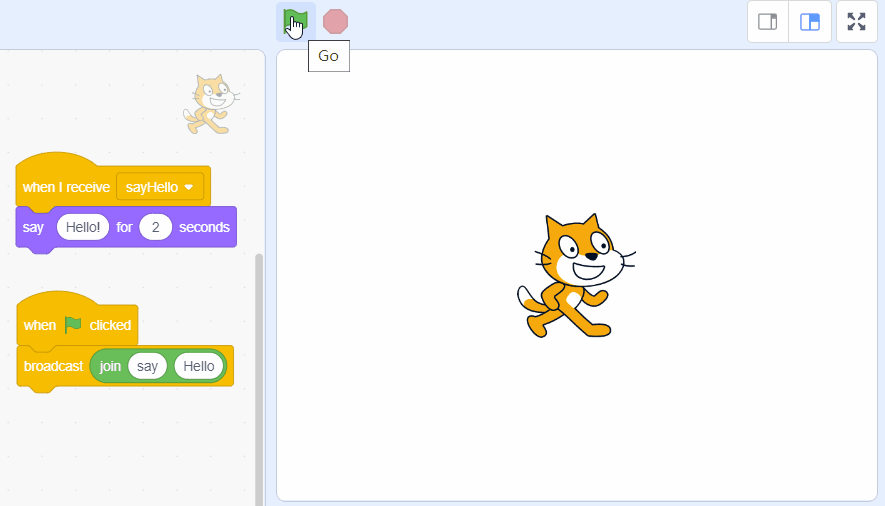 Go
when I receive sayHello
say Hello! for 2 seconds
when clicked
broadcast join say Hello